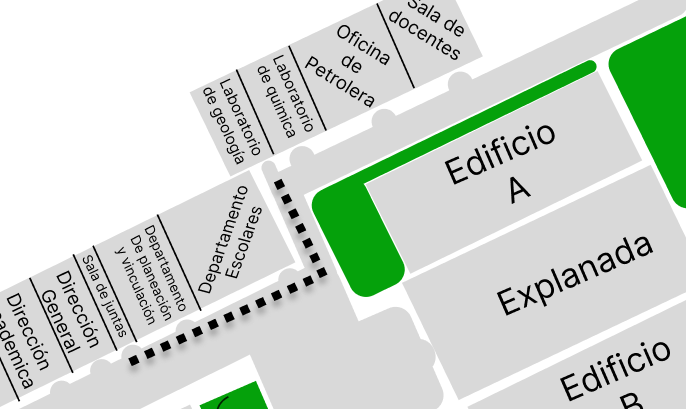 Sala de
docentes
Oficina
de
Petrolera
Laboratorio
de química
Laboratorio
de geología
Edificio
A
Explanada
Edificio
B
Departamento
Escolares
Departamento
De planeación
y vinculación
Sala de juntas
Dirección
General
Dirección